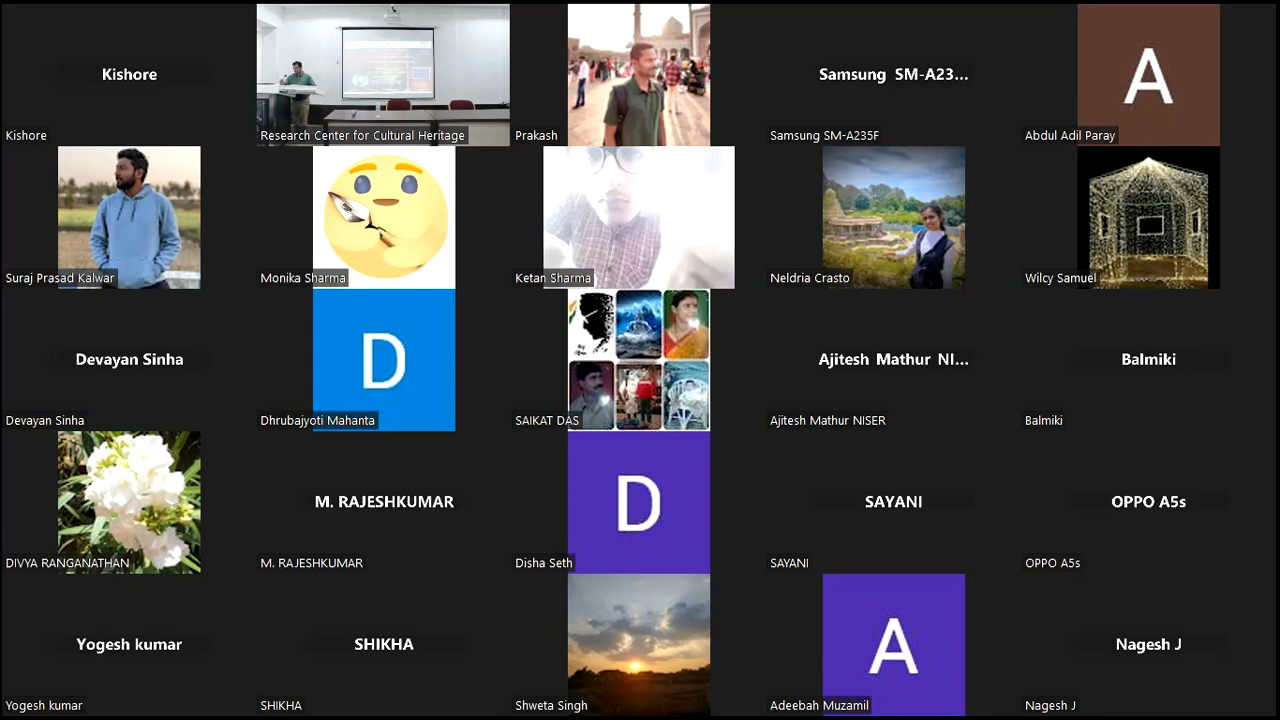 Kishore
Kishore
Research Center for Cultural Heritage
Prakash
Samsung SM-A23...
Samsung SM-A235F
A
Abdul Adil Paray
Suraj Prasad Kalwar
Monika Sharma
Ketan Sharma
Neldria Crasto
Wilcy Samuel
Devayan Sinha
Devayan Sinha
D
Dhrubajyoti Mahanta
SAIKAT DAS
Ajitesh Mathur NI...
Ajitesh Mathur NISER
Balmiki
Balmiki
DIVYA RANGANATHAN
M. RAJESHKUMAR
M. RAJESHKUMAR
D
Disha Seth
SAYANI
SAYANI
OPPO A5s
OPPO A5s
Yogesh kumar
Yogesh kumar
SHIKHA
SHIKHA
Shweta Singh
A
Adeebah Muzamil
Nagesh J
Nagesh J